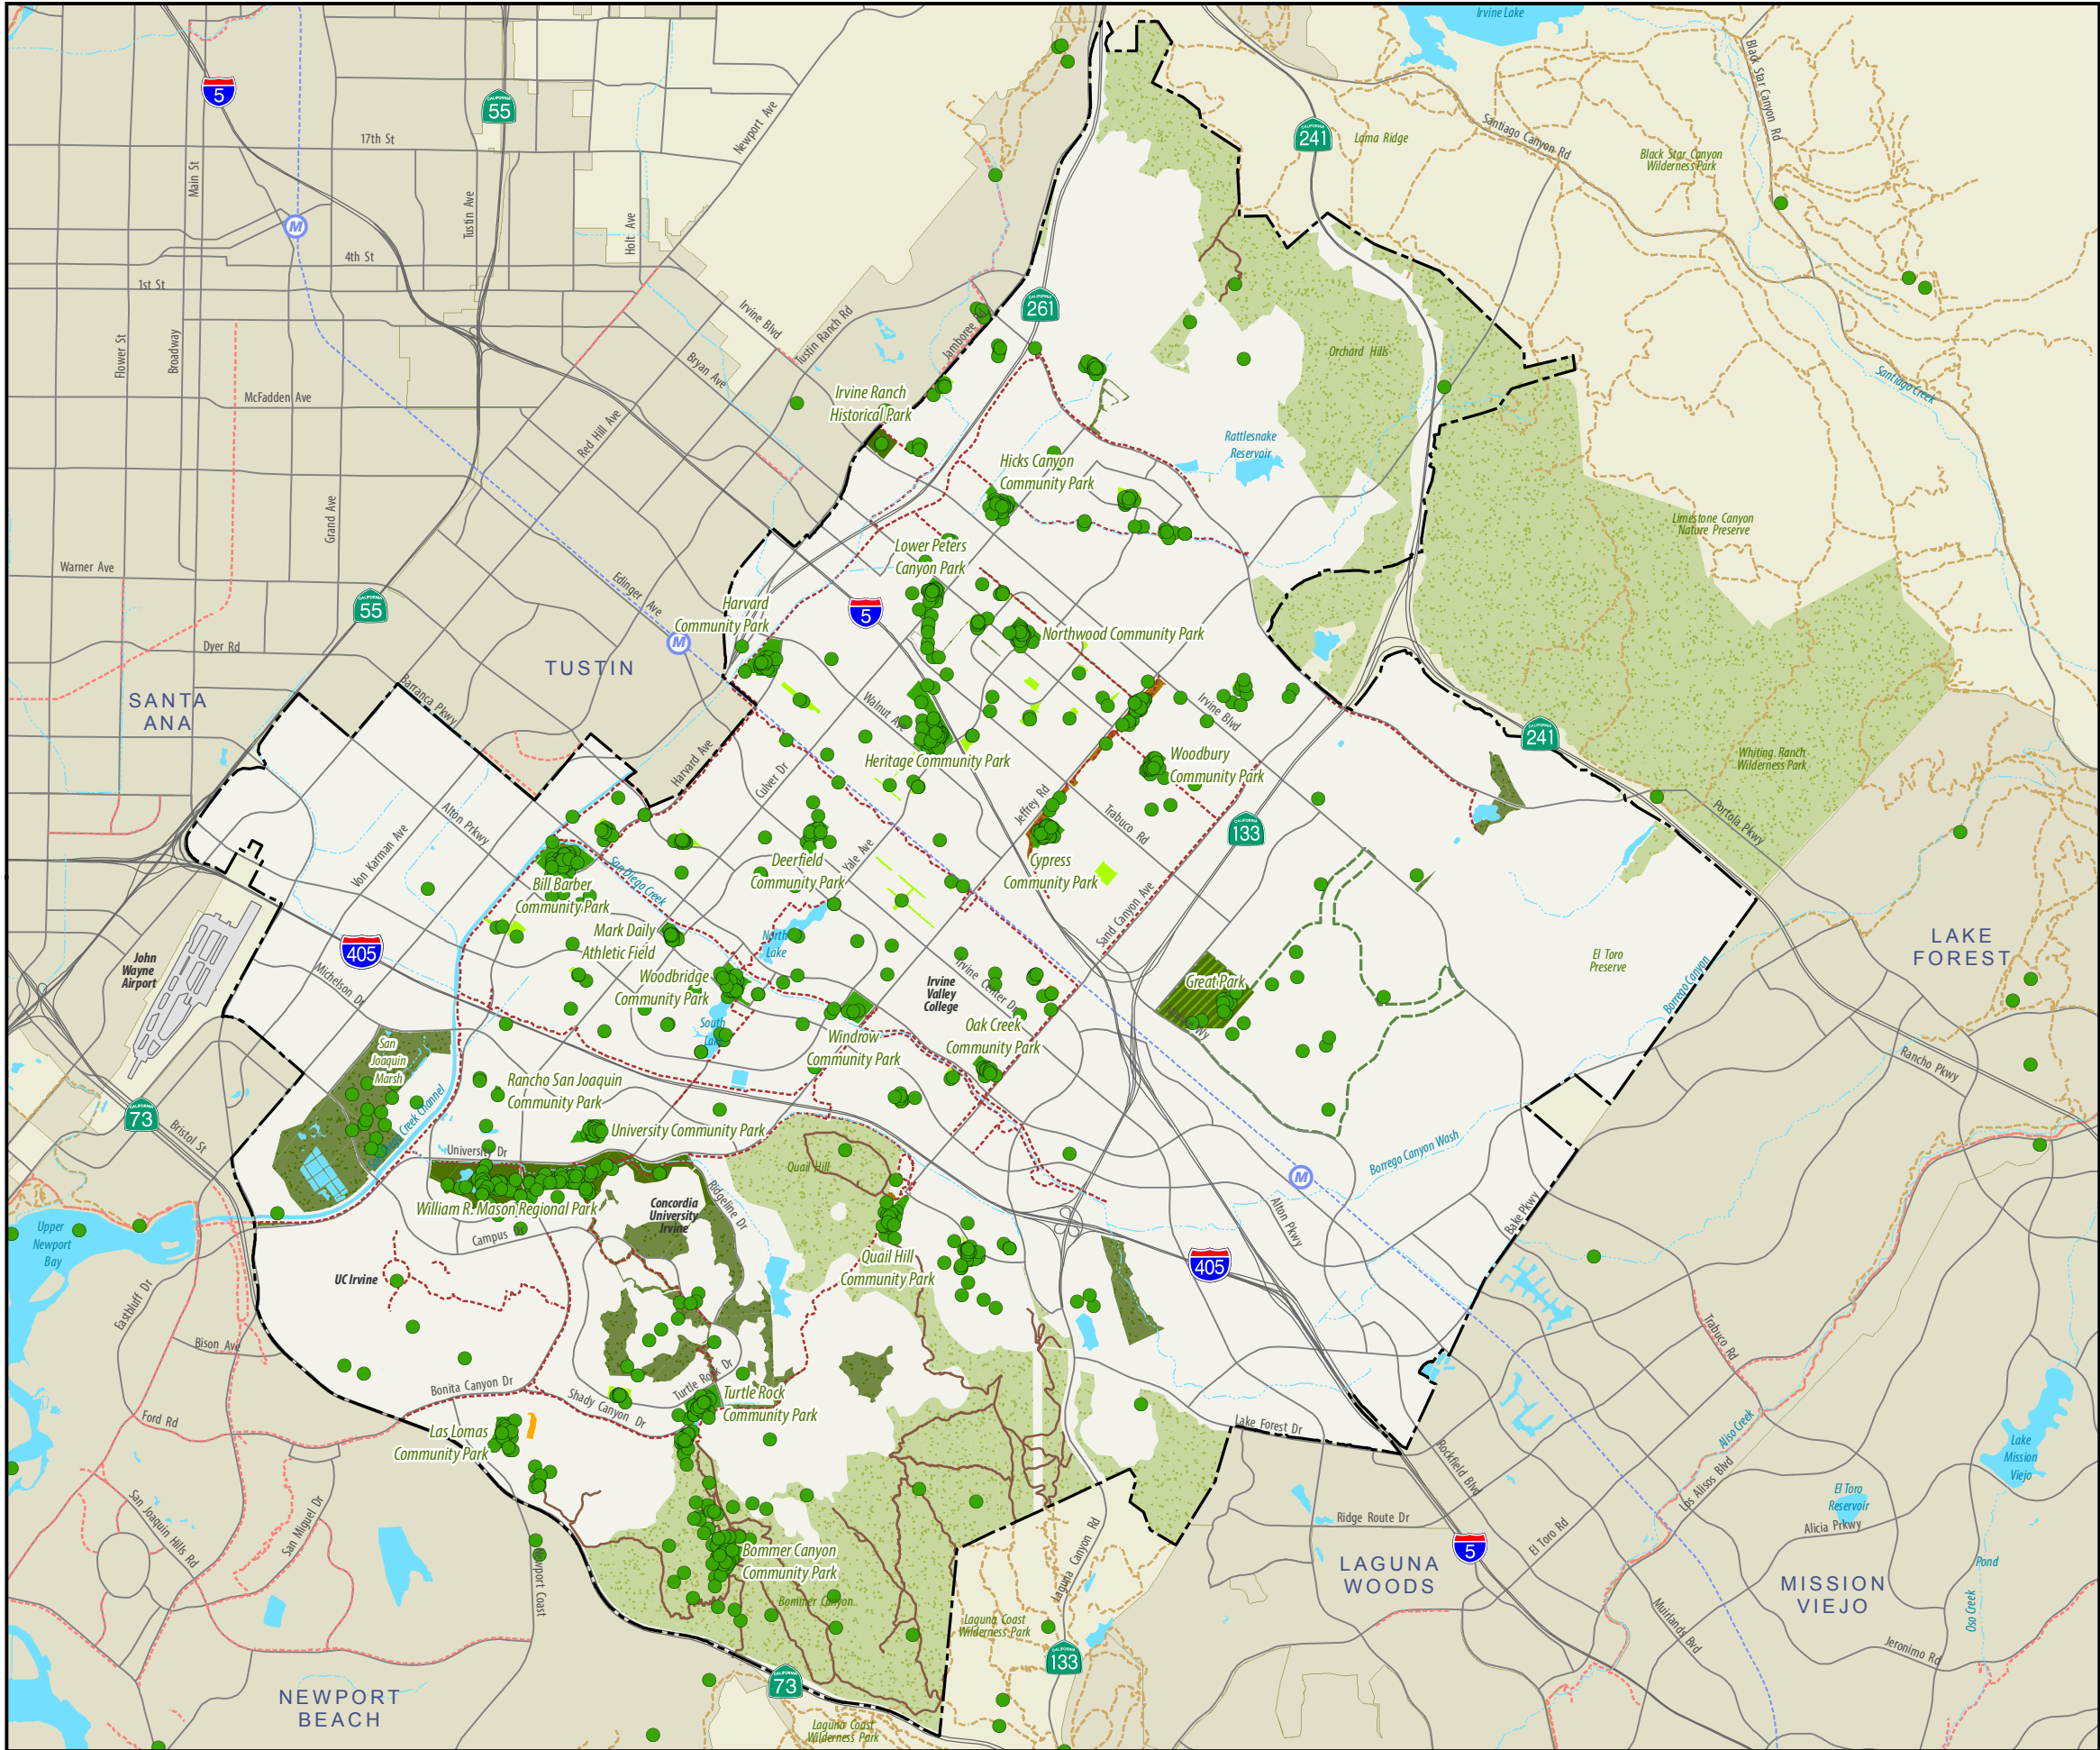 Irvine Lake
Black Star Canyon Rd
5
CALIFORNIA
55
Newport Ave
CALIFORNIA
241
Loma Ridge
Santiago Canyon Rd
Black Star Canyon
Wilderness Park
17th St
Main St
Tustin Ave
Holt Ave
M
4th St
1st St
Irvine Blvd
Tustin Ranch Rd
CALIFORNIA
261
Jamboree Rd
Flower St
Broadway
Bryan Ave
Orchard Hills
Santiago Creek
McFadden Ave
Irvine Ranch
Historical Park
Red Hill Ave
Rattlesnake
Reservoir
Hicks Canyon
Community Park
Grand Ave
Limestone Canyon
Nature Preserve
Lower Peters
Canyon Park
Warner Ave
Edinger Ave
CALIFORNIA
55
Harvard
Community Park
5
Northwood Community Park
M
Dyer Rd
TUSTIN
SANTA
ANA
Barranca Pkwy
Walnut Av
Irvine Blvd
CALIFORNIA
241
Whiting Ranch
Wilderness Park
Heritage Community Park
Woodbury
Community Park
Harvard Ave
Culver Dr
Jeffrey Rd
Trabuco Rd
Portola Pkwy
CALIFORNIA
133
Alton Prkwy
Von Karman Ave
Yale Ave
Deerfield
Community Park
Cypress
Community Park
San Diego Creek
Bill Barber
Community Park
Mark Daily
Athletic Field
North
Lake
Sand Canyon Ave
LAKE
FOREST
405
John
Wayne
Airport
Michelson Dr
Woodbridge
Community Park
Irvine
Valley
College
Irvine Center Dr
Great Park
El Toro
Preserve
Borrego Canyon
South
Lake
Windrow
Community Park
Oak Creek
Community Park
wy
San
Joaquin
Marsh
Rancho San Joaquin
Community Park
Rancho Pkwy
CALIFORNIA
73
Bristol St
Creek Channel
University Community Park
University Dr
Quail Hill
Borrego Canyon Wash
M
William R. Mason Regional Park
Concordia
University
Irvine
Ridgeline Dr
Alton Pkwy
Bake Pkwy
Upper
Newport
Bay
Campus Dr
Quail Hill
Community Park
405
UC Irvine
Eastbluff Dr
Bison Ave
Trabuco Rd
Bonita Canyon Dr
Shady Canyon Dr
Turtle Rock Dr
Turtle Rock
Community Park
Ford Rd
Las Lomas
Community Park
Lake Forest Dr
Rockfield Blvd
Aliso Creek
Lake
Mission
Viejo
San Joaquin Hills Rd
San Miguel Dr
Los Alisos Blvd
El Toro
Reservoir
Alicia Prkwy
Ridge Route Dr
El Toro Rd
5
Newport Coast
Bommer Canyon
Community Park
Bommer Canyon
Laguna Canyon Rd
Pond
LAGUNA
WOODS
MISSION
VIEJO
Muirlands Blvd
Oso Creek
Jeronimo Rd
Laguna Coast
Wilderness Park
CALIFORNIA
133
CALIFORNIA
73
NEWPORT
BEACH
Laguna Coast
Wilderness Park